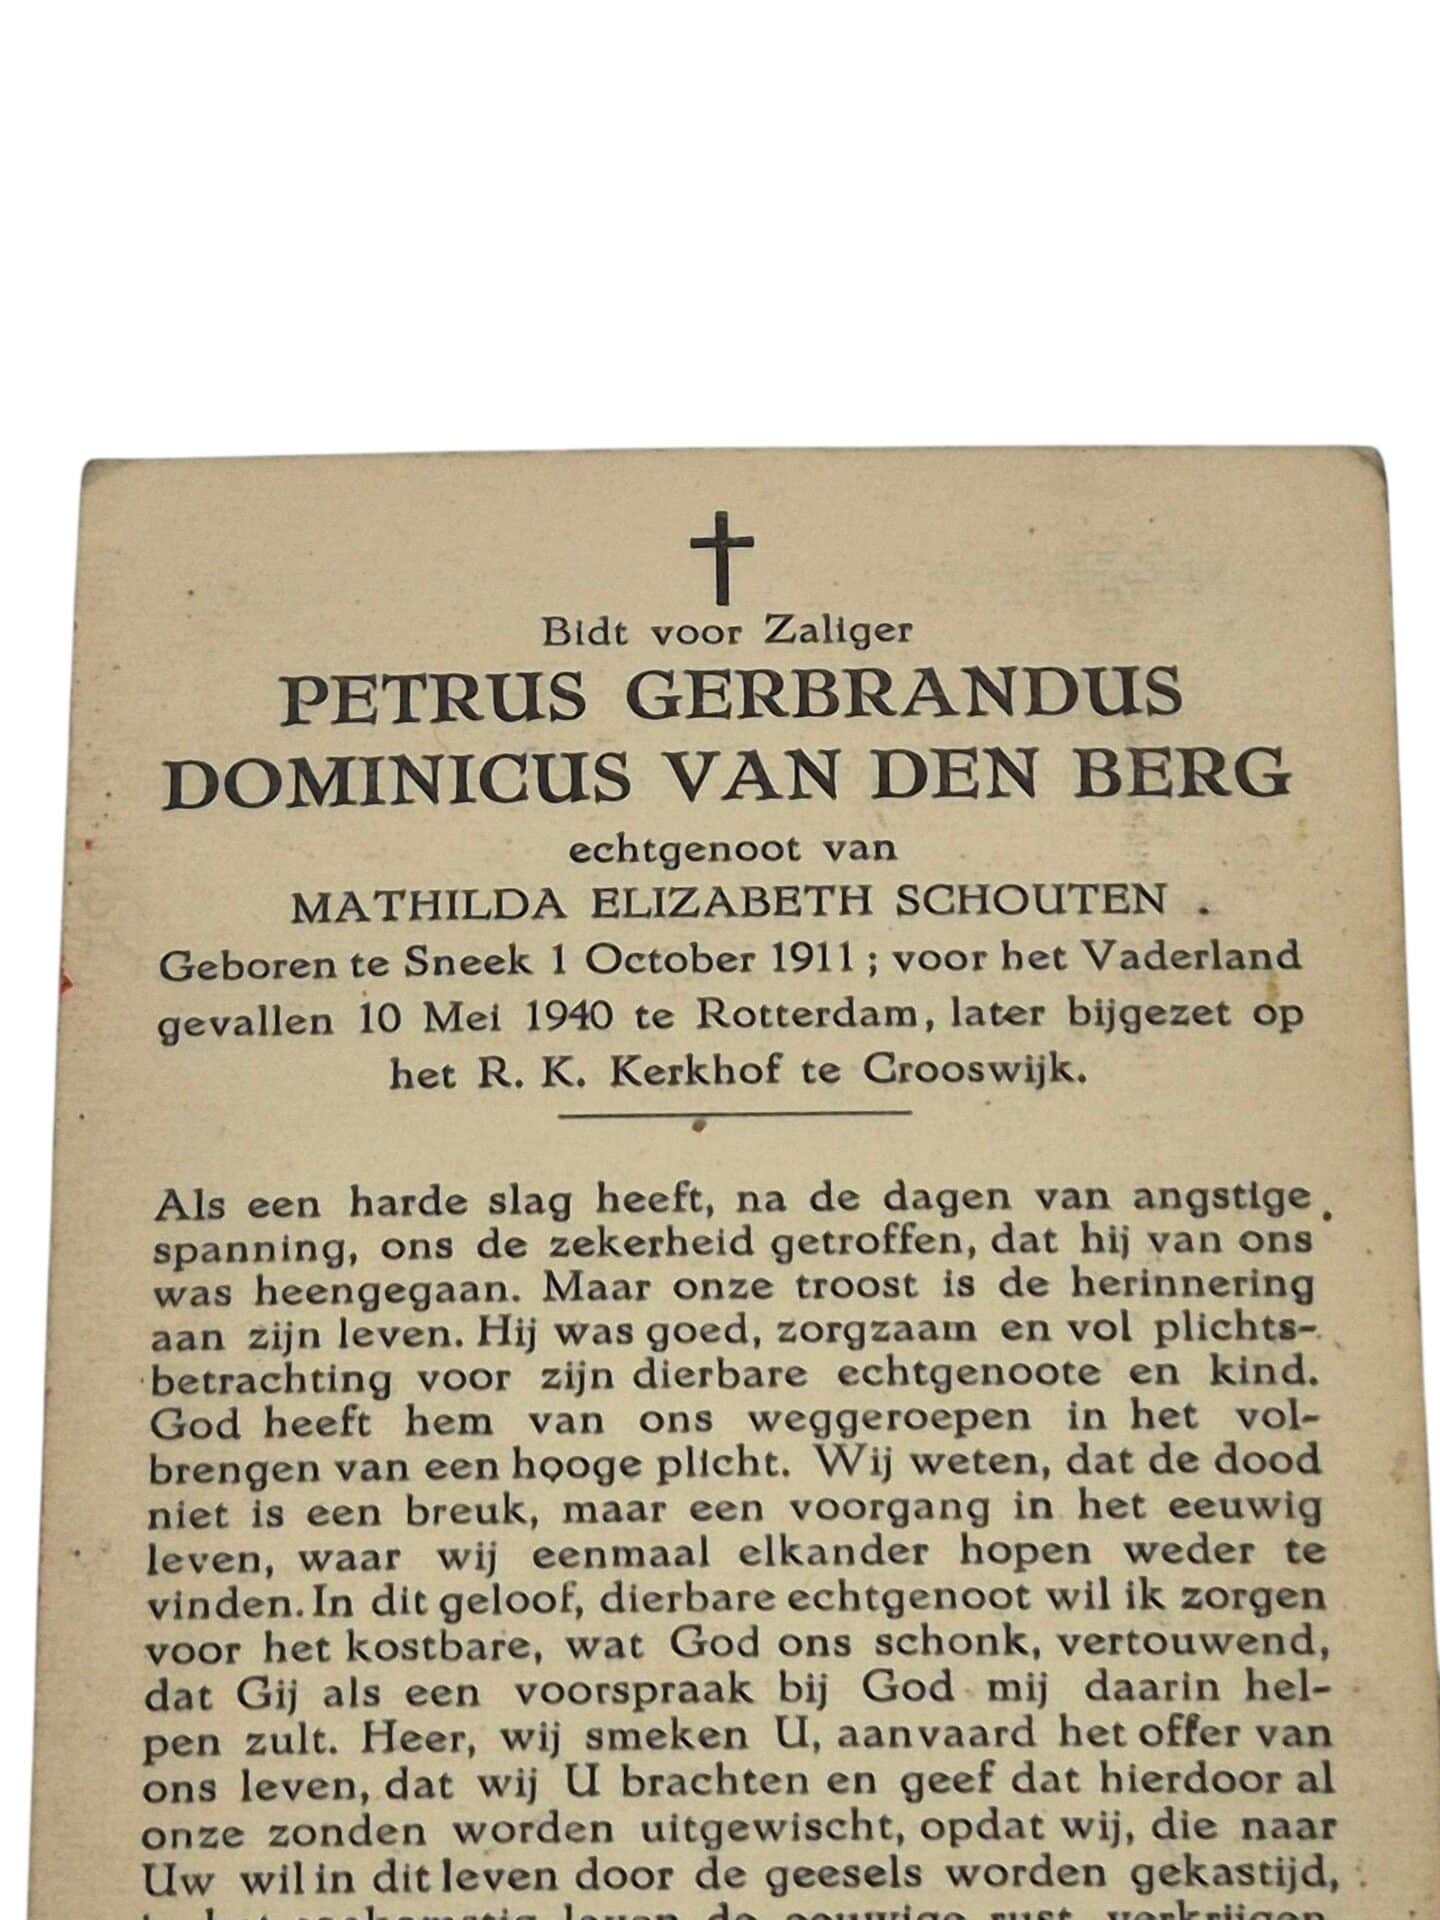 Bidt voor Zaliger
PETRUS GERBRANDUS
DOMINICUS VAN DEN BERG
echtgenoot van
MATHILDA ELIZABETH SCHOUTEN .
Geboren te Sneek 1 October 1911 ; voor het Vaderland
gevallen 10 Mei 1940 te Rotterdam, later bijgezet op
het R. K. Kerkhof te Crooswijk.
Als een harde slag heeft, na de dagen van angstige
spanning, ons de zekerheid getroffen, dat hij van ons
was heengegaan. Maar onze troost is de herinnering
aan zijn leven. Hij was goed, zorgzaam en vol plichts-
betrachting voor zijn dierbare echtgenoote en kind.
God heeft hem van ons weggeroepen in het vol-
brengen van een hooge plicht. Wij weten, dat de dood
niet is een breuk, maar een voorgang in het eeuwig
leven, waar wij eenmaal elkander hopen weder te
vinden. In dit geloof, dierbare echtgenoot wil ik zorgen
voor het kostbare, wat God ons schonk, vertouwend,
dat Gij als een voorspraak bij God mij daarin hel-
pen zult. Heer, wij smeken U, aanvaard het offer van
ons leven, dat wij U brachten en geef dat hierdoor al
onze zonden worden uitgewischt, opdat wij, die naar
Uw wil in dit leven door de geesels worden gekastijd,
leven de eeuwige rust verkrijgen